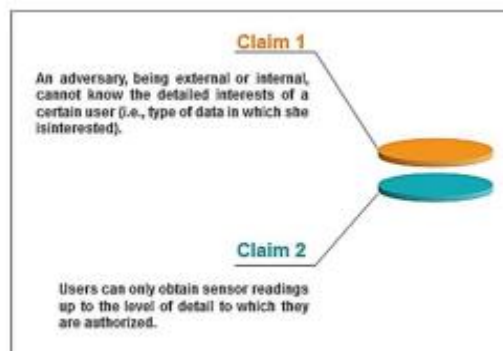 Claim 1
An adversary, being external or internal,
cannot know the detailed interests of a
certain user (i.e., type of data in which she
isinterested).
Claim 2
Users can only obtain sensor readings
up to the level of detail to which they
are authorized.